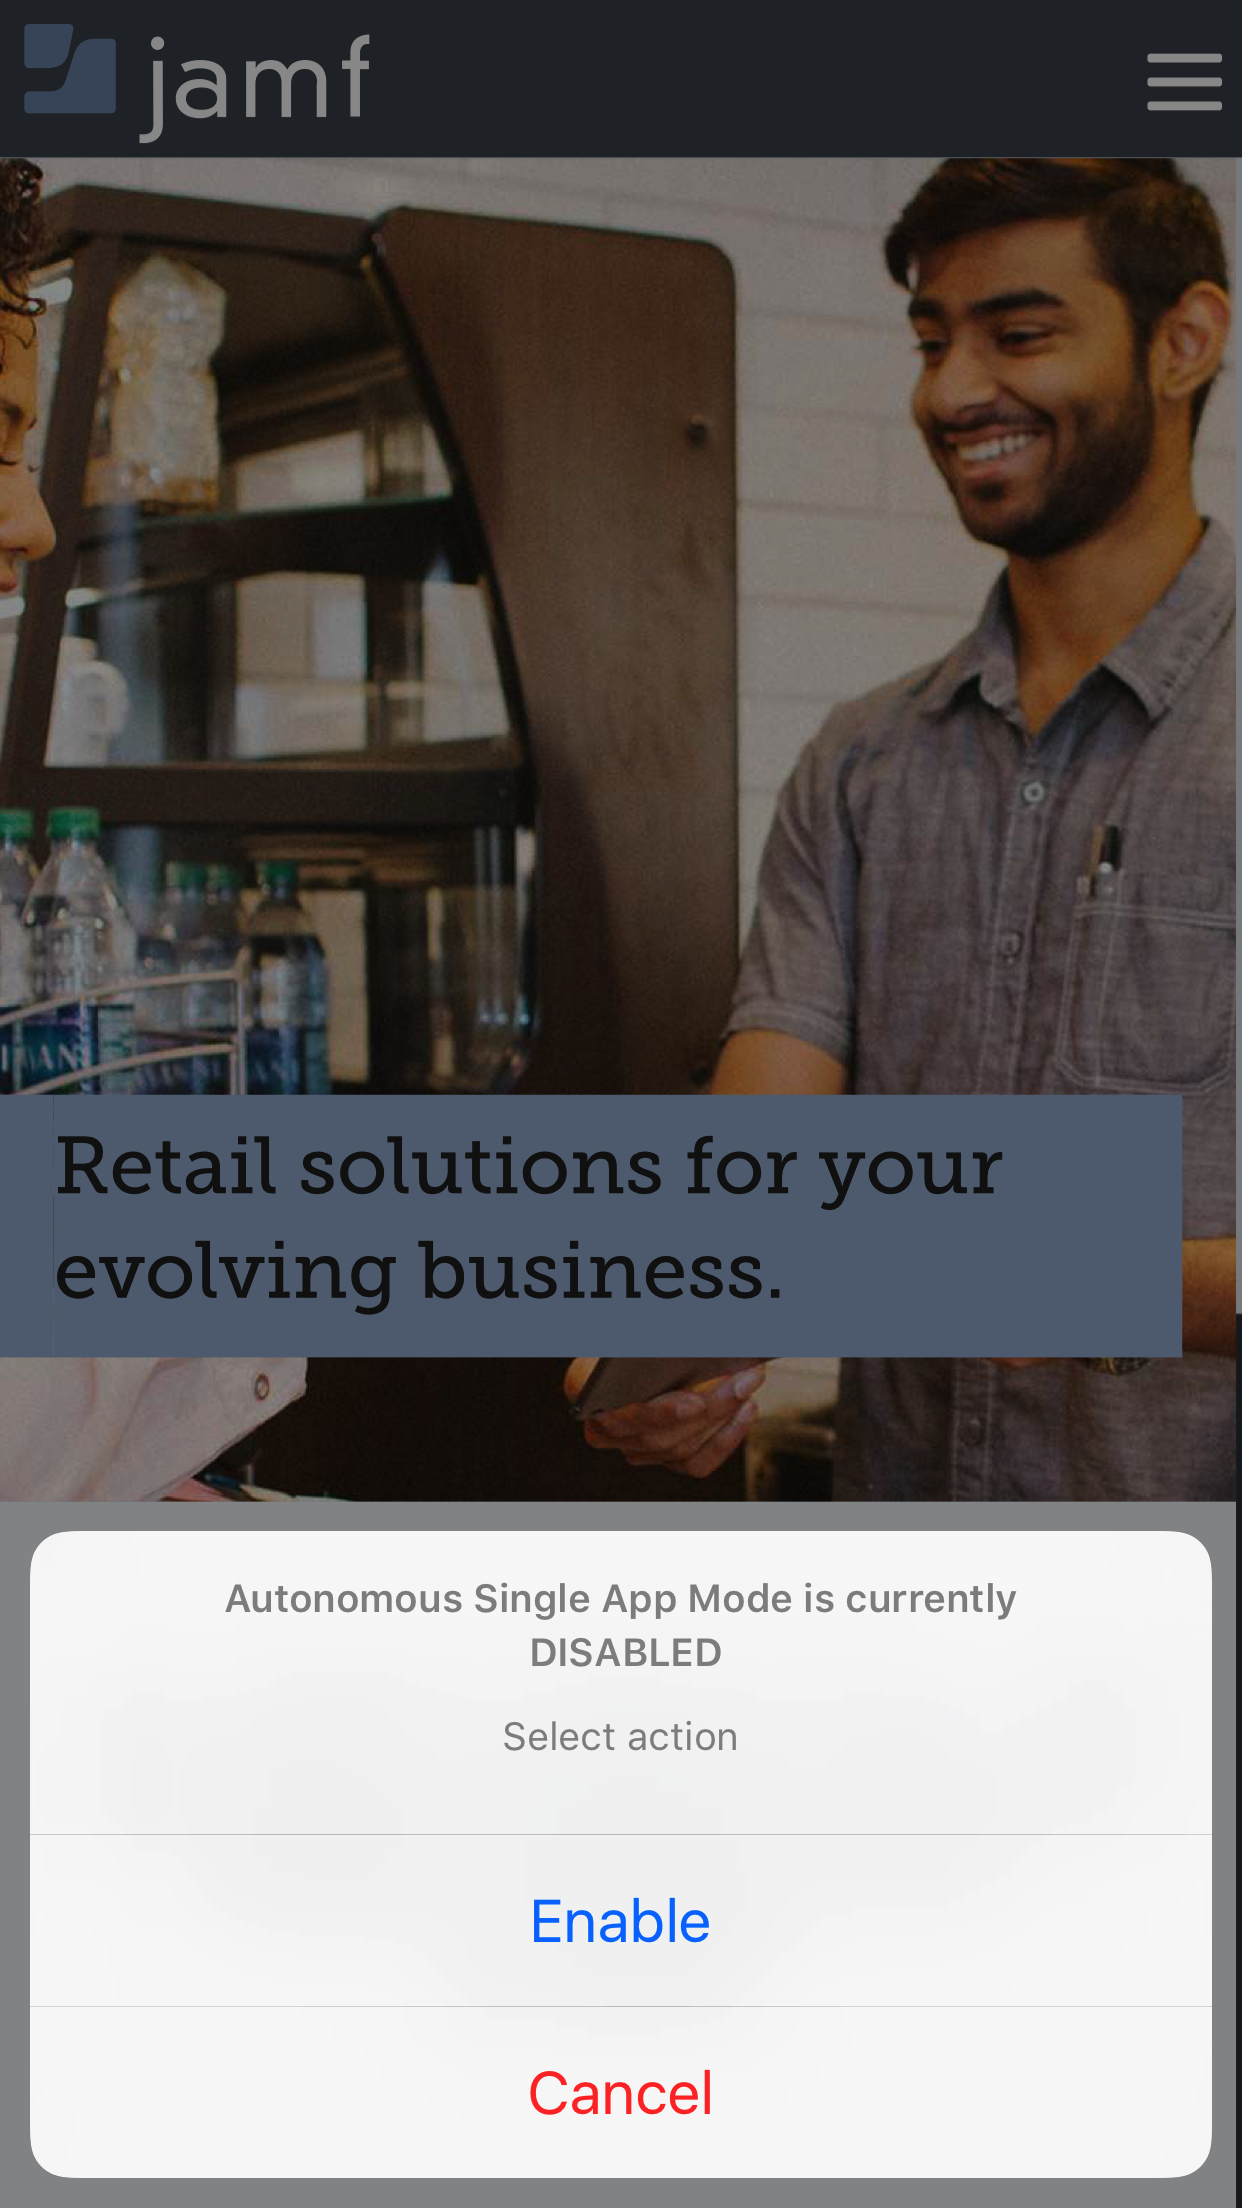 jamf
Retail solutions for your
evolving business.
Autonomous Single App Mode is currently
DISABLED
Select action
Enable
Cancel